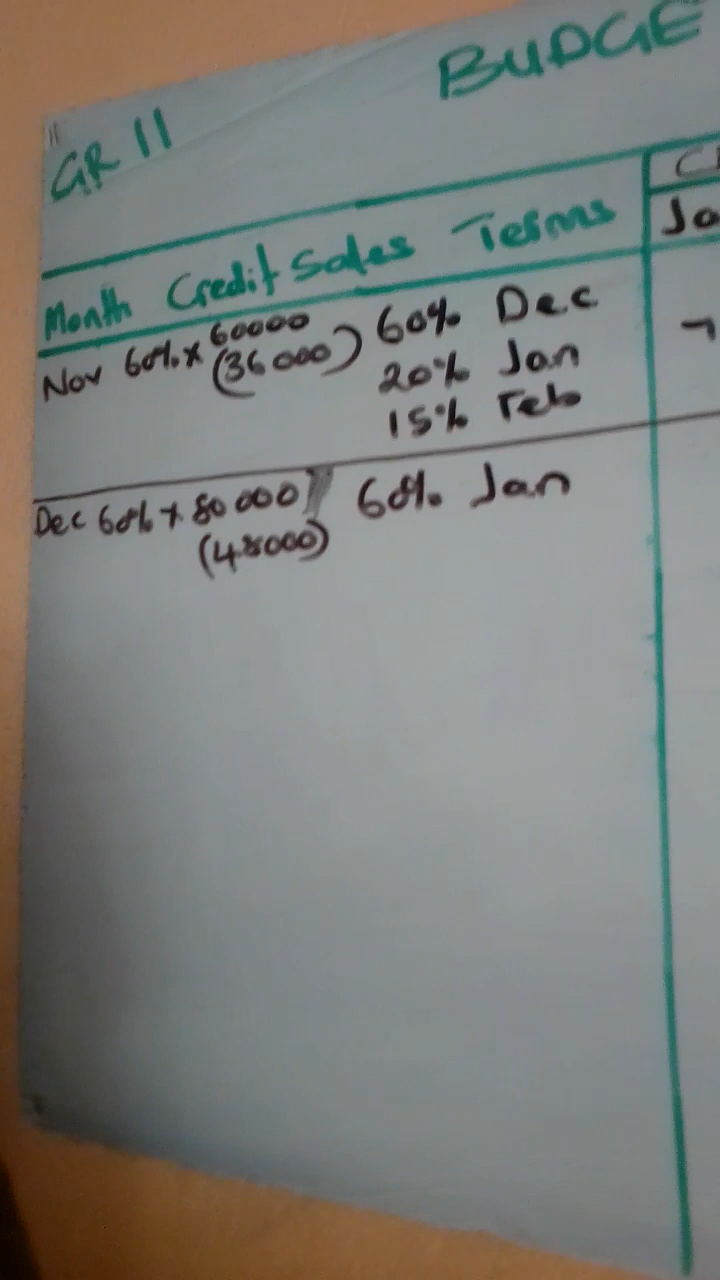 GR 11
BUDGE
Month Credit Sales Terms
Ja
Nov 60% x 60000 60% Dec
(36000) 20% Jan
15% Feb
Dec 60% x 80000 60% Jan
(48000)